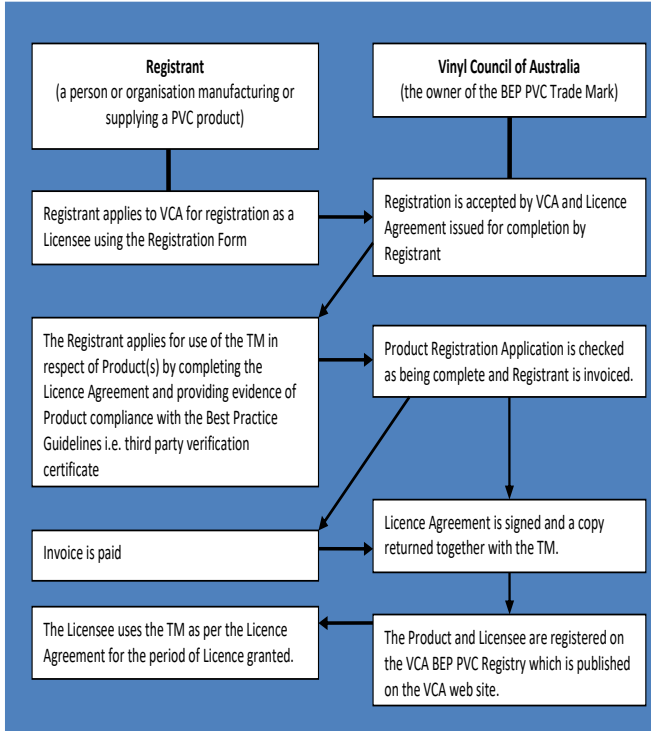 Registrant
(a person or organisation manufacturing or
supplying a PVC product)
Vinyl Council of Australia
(the owner of the BEP PVC Trade Mark)
Registrant applies to VCA for registration as a
Licensee using the Registration Form
Registration is accepted by VCA and Licence
Agreement issued for completion by
Registrant
The Registrant applies for use of the TM in
respect of Product(s) by completing the
Licence Agreement and providing evidence of
Product compliance with the Best Practice
Guidelines i.e. third party verification
certificate
Product Registration Application is checked
as being complete and Registrant is invoiced.
Invoice is paid
Licence Agreement is signed and a copy
returned together with the TM.
The Licensee uses the TM as per the Licence
Agreement for the period of Licence granted.
The Product and Licensee are registered on
the VCA BEP PVC Registry which is published
on the VCA web site.